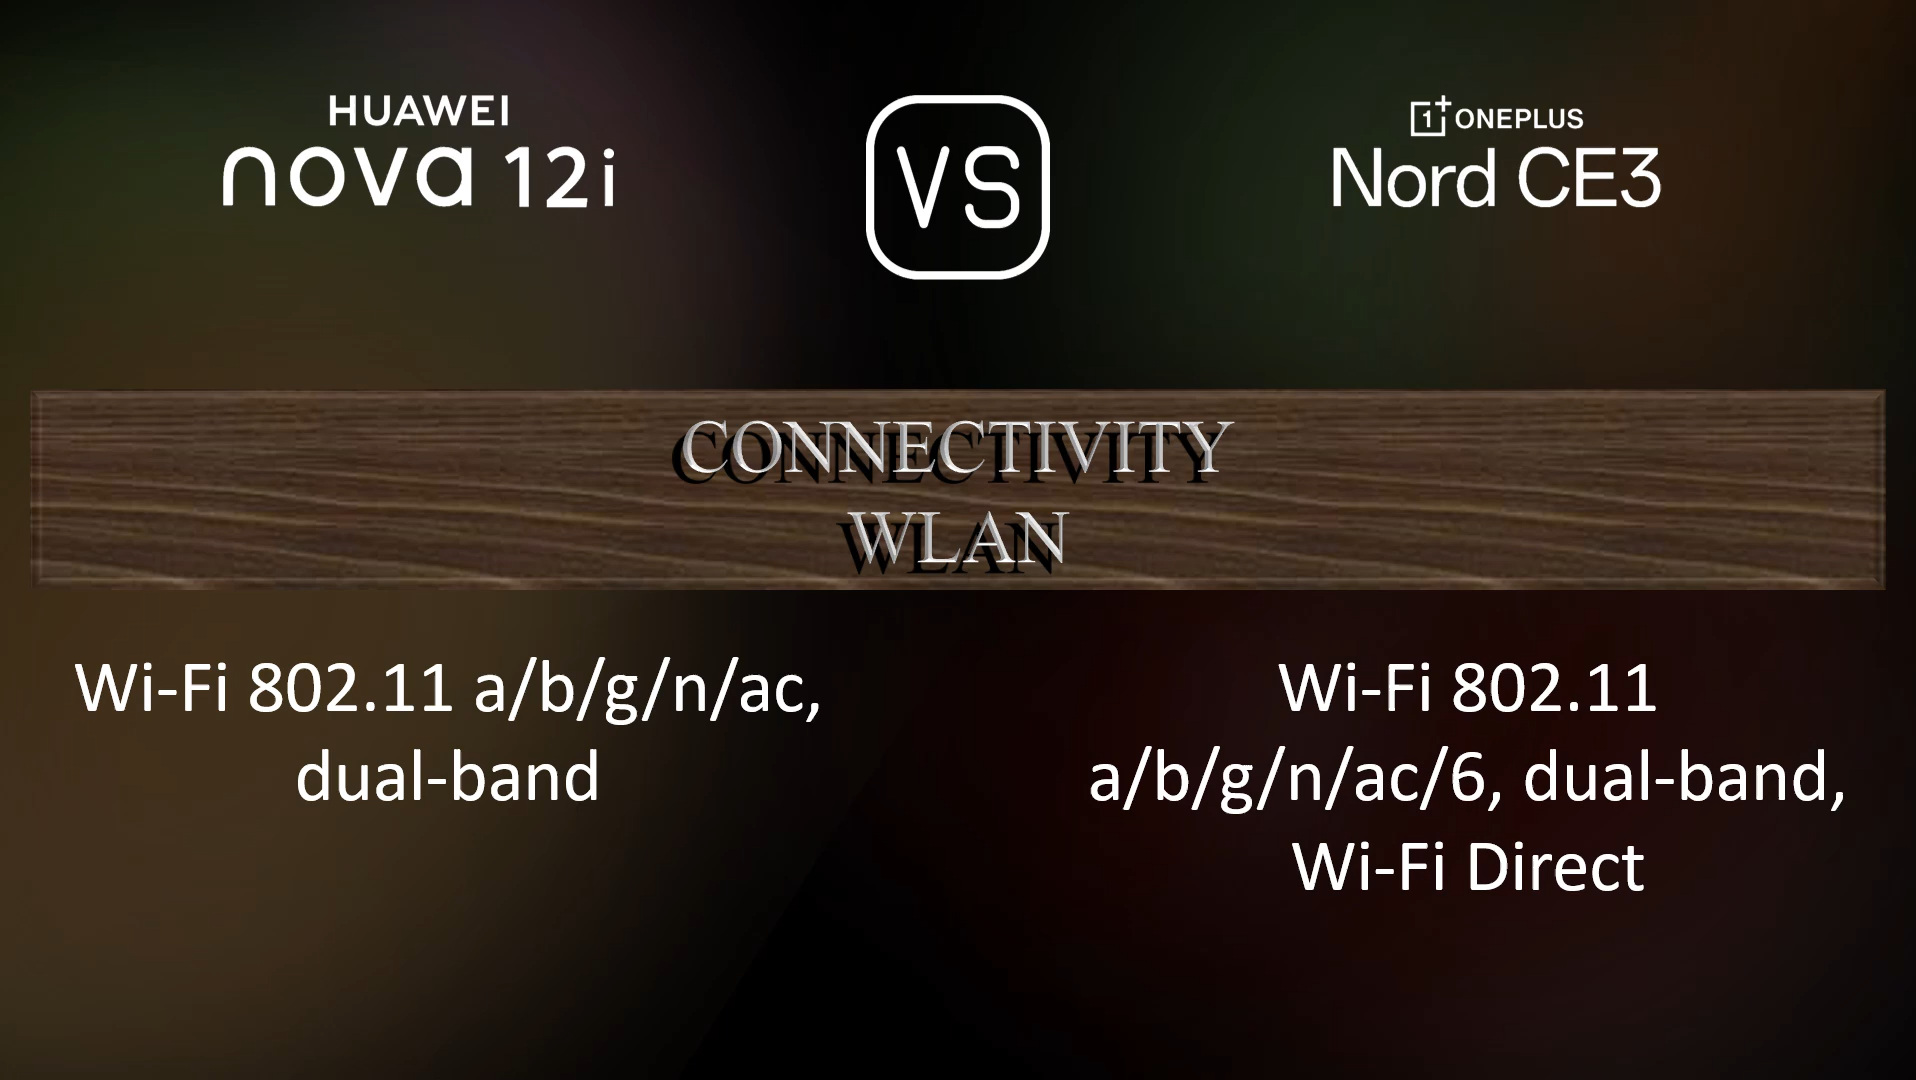 HUAWEI
nova 12i
VS
1+ ONEPLUS
Nord CE3
CONNECTIVITY
WLAN
Wi-Fi 802.11 a/b/g/n/ac,
dual-band
Wi-Fi 802.11
a/b/g/n/ac/6, dual-band,
Wi-Fi Direct